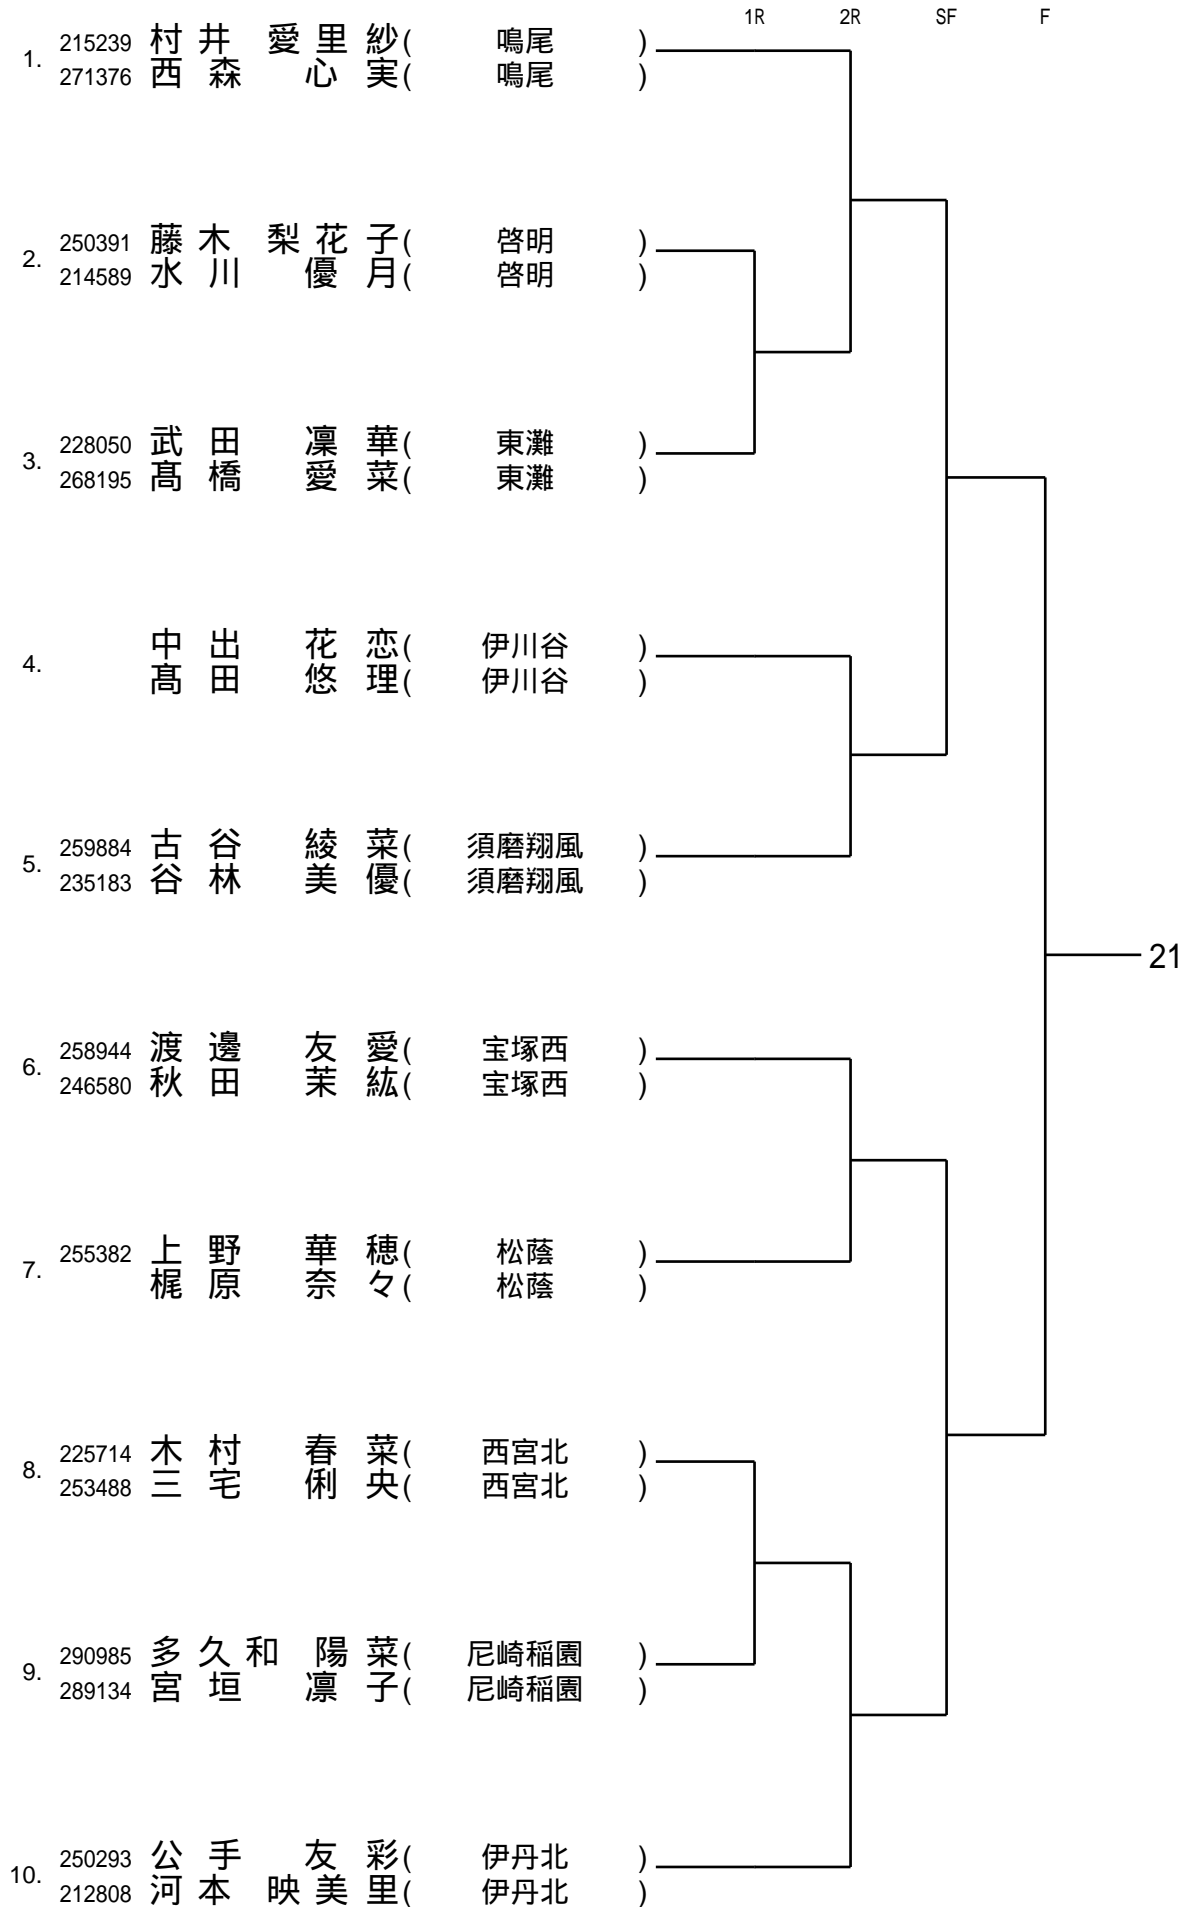 1R 2R SF F
1. 215239 村井 愛里紗( 鳴尾 )
271376 西森 心実( 鳴尾 )
2. 250391 藤木 梨花子( 啓明 )
214589 水川 優月( 啓明 )
3. 228050 武田 凜華( 東灘 )
268195 髙橋 愛菜( 東灘 )
4. 中出 花恋( 伊川谷 )
髙田 悠理( 伊川谷 )
5. 259884 古谷 綾菜( 須磨翔風 )
235183 谷林 美優( 須磨翔風 )
21
6. 258944 渡邊 友愛( 宝塚西 )
246580 秋田 茉紘( 宝塚西 )
7. 255382 上野 華穂( 松蔭 )
梶原 奈々( 松蔭 )
8. 225714 木村 春菜( 西宮北 )
253488 三宅 俐央( 西宮北 )
9. 290985 多久和 陽菜( 尼崎稲園 )
289134 宮垣 凛子( 尼崎稲園 )
10. 250293 公手 友彩( 伊丹北 )
212808 河本 映美里( 伊丹北 )